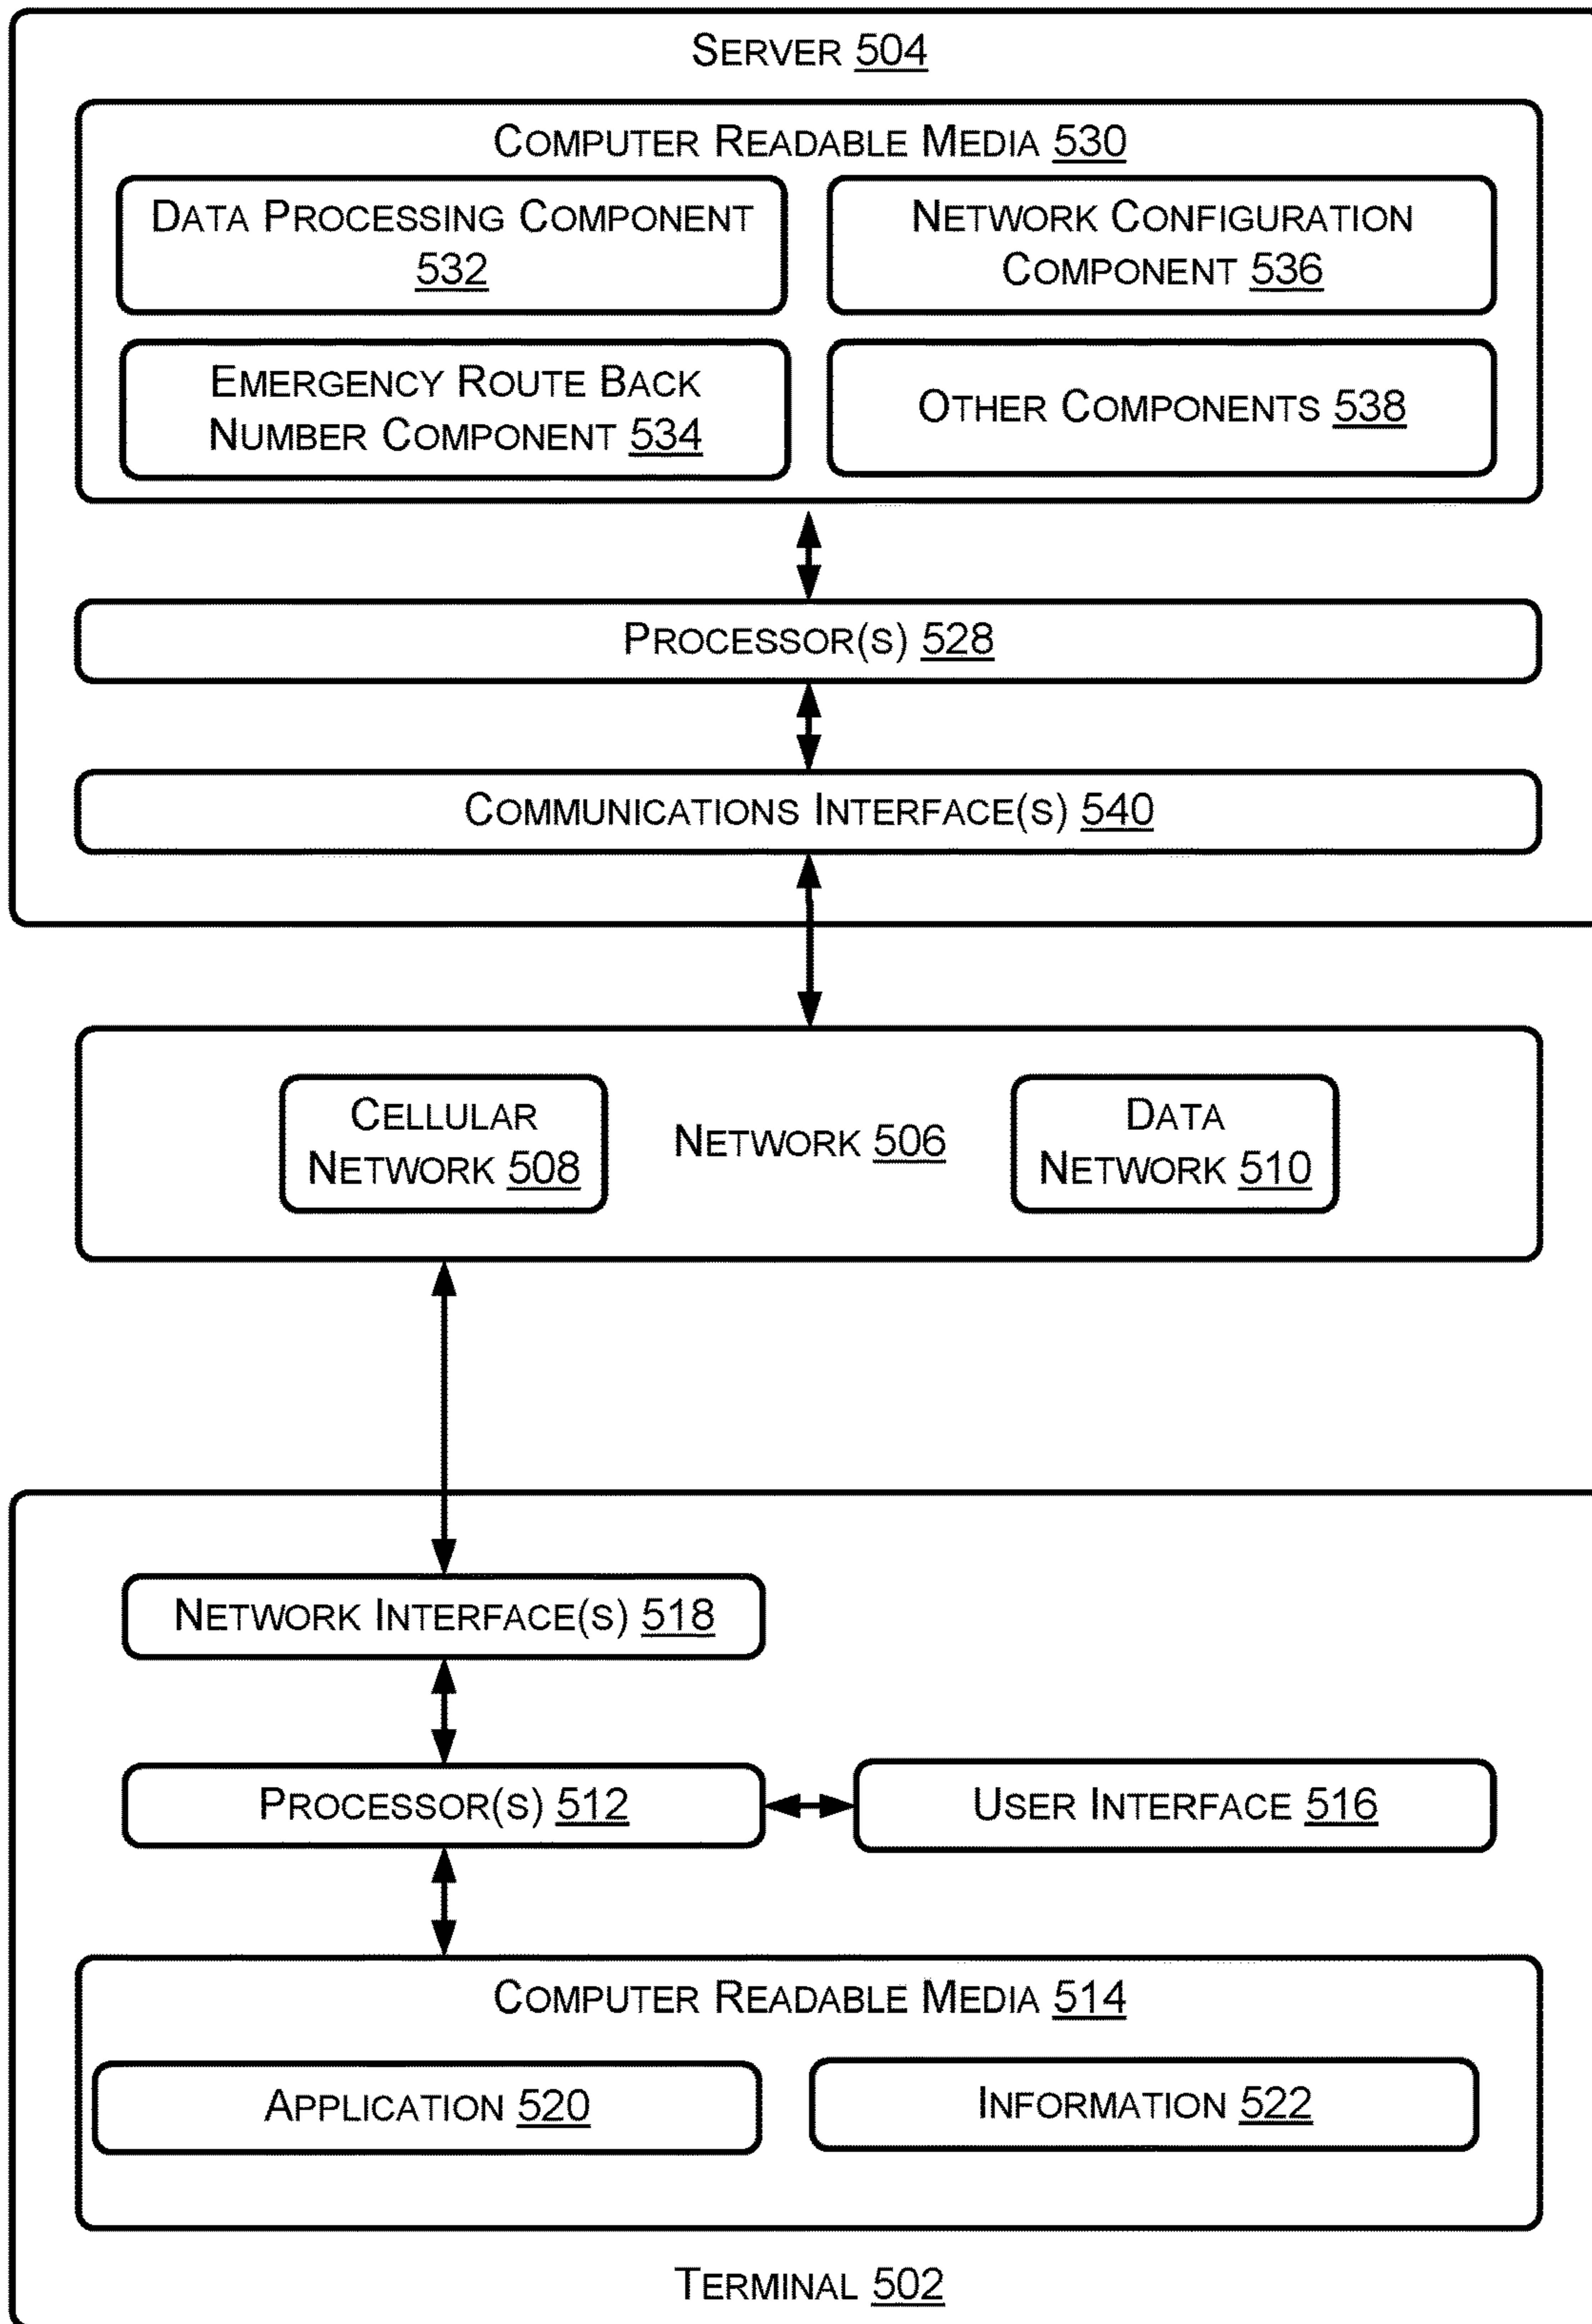 SERVER 504
COMPUTER READABLE MEDIA 530
DATA PROCESSING COMPONENT
532
NETWORK CONFIGURATION
COMPONENT 536
EMERGENCY ROUTE BACK
NUMBER COMPONENT 534
OTHER COMPONENTS 538
PROCESSOR(S) 528
COMMUNICATIONS INTERFACE(S) 540
CELLULAR
NETWORK 508
NETWORK 506
DATA
NETWORK 510
NETWORK INTERFACE(S) 518
PROCESSOR(S) 512
USER INTERFACE 516
COMPUTER READABLE MEDIA 514
APPLICATION 520
INFORMATION 522
TERMINAL 502